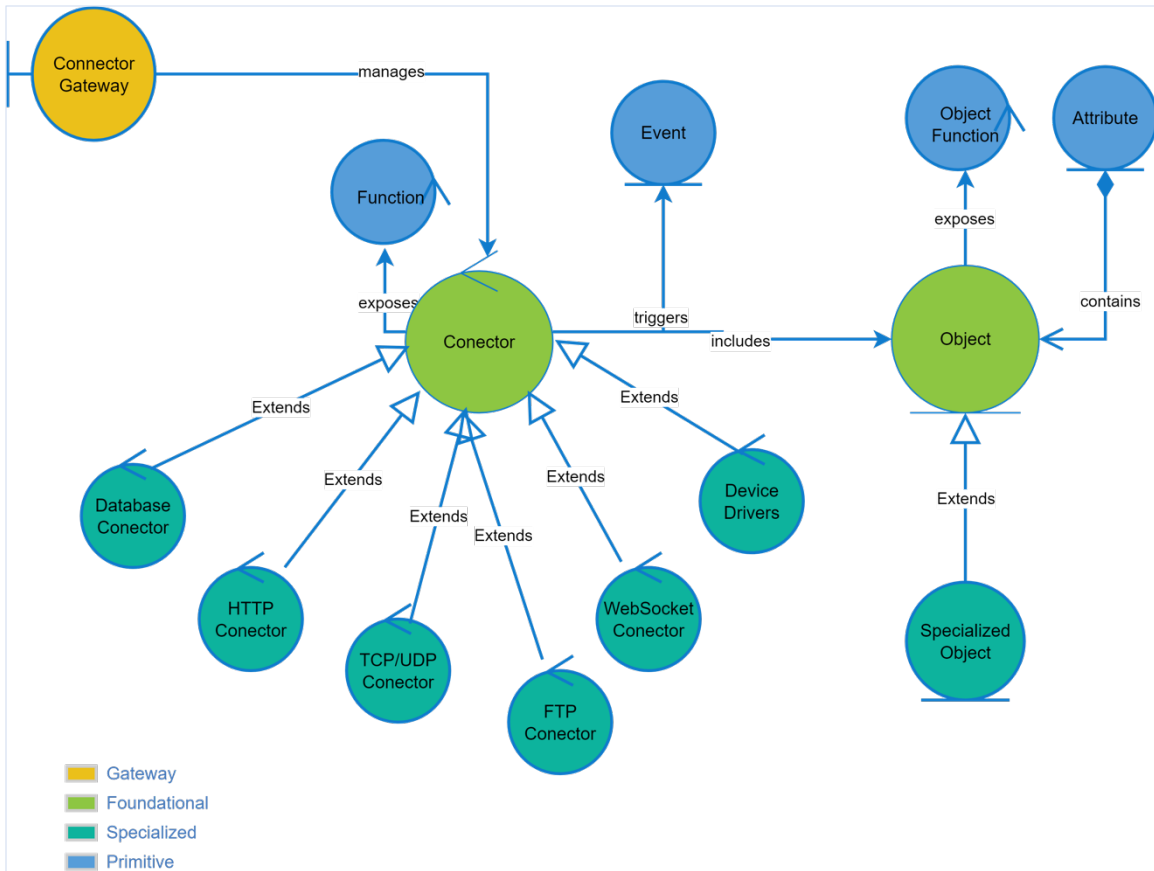 Connector
Gateway
manages
Event
Object
Function
Attribute
Function
exposes
exposes
contains
triggers
includes
Conector
Object
Extends
Extends
Extends
Extends
Extends
Extends
Extends
Database
Conector
Device
Drivers
HTTP
Conector
WebSocket
Conector
TCP/UDP
Conector
Specialized
Object
FTP
Conector
Gateway
Foundational
Specialized
Primitive